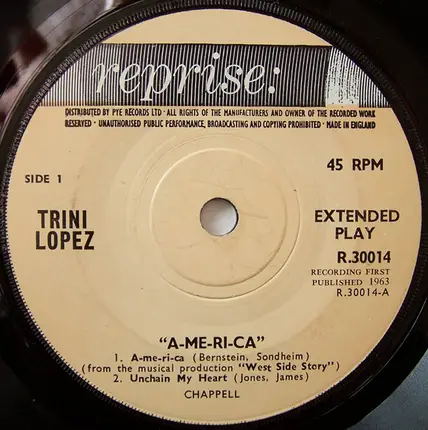 reprise:
DISTRIBUTED BY PYE RECORDS LTD · ALL RIGHTS OF THE MANUFACTURERS AND OWNER OF THE RECORDED WORK
RESERVED · UNAUTHORISED PUBLIC PERFORMANCE, BROADCASTING AND COPYING PROHIBITED · MADE IN ENGLAND
SIDE 1
45 RPM
TRINI
LOPEZ
EXTENDED
PLAY
R.30014
RECORDING FIRST
PUBLISHED 1963
R.30014-A
"A-ME-RI-CA"
1. A-me-ri-ca (Bernstein, Sondheim)
(from the musical production "West Side Story")
2. Unchain My Heart (Jones, James)
CHAPPELL